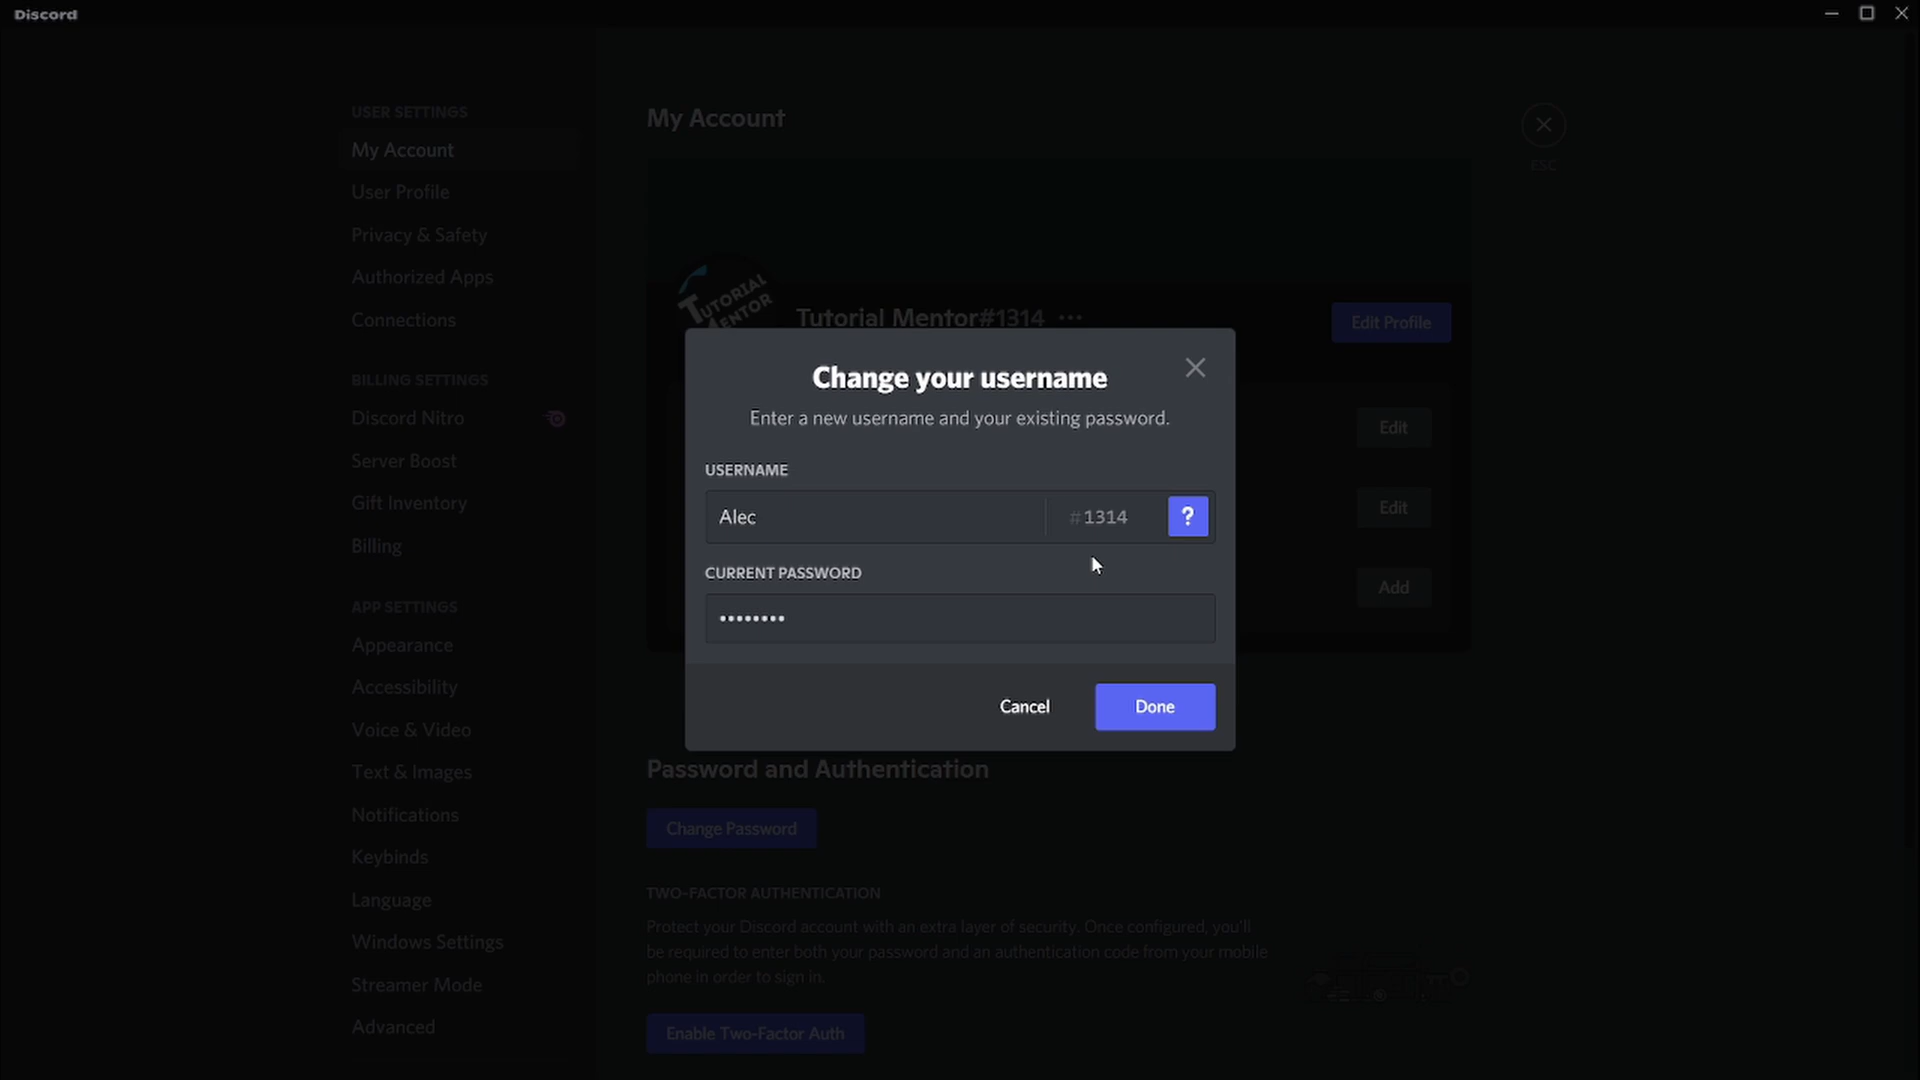 Discord
USER SETTINGS
My Account
User Profile
Privacy & Safety
Authorized Apps
Connections
BILLING SETTINGS
Discord Nitro
Server Boost
Gift Inventory
Billing
APP SETTINGS
Appearance
Accessibility
Voice & Video
Text & Images
Notifications
Keybinds
Language
Windows Settings
Streamer Mode
Advanced
My Account
ESC
TUTORIAL
MENTOR
Tutorial Mentor#1314
Edit Profile
Edit
Edit
Add
Change your username
Enter a new username and your existing password.
USERNAME
Alec
#1314
?
CURRENT PASSWORD
••••••••
Cancel
Done
Password and Authentication
Change Password
TWO-FACTOR AUTHENTICATION
Protect your Discord account with an extra layer of security. Once configured, you'll
be required to enter both your password and an authentication code from your mobile
phone in order to sign in.
Enable Two-Factor Auth